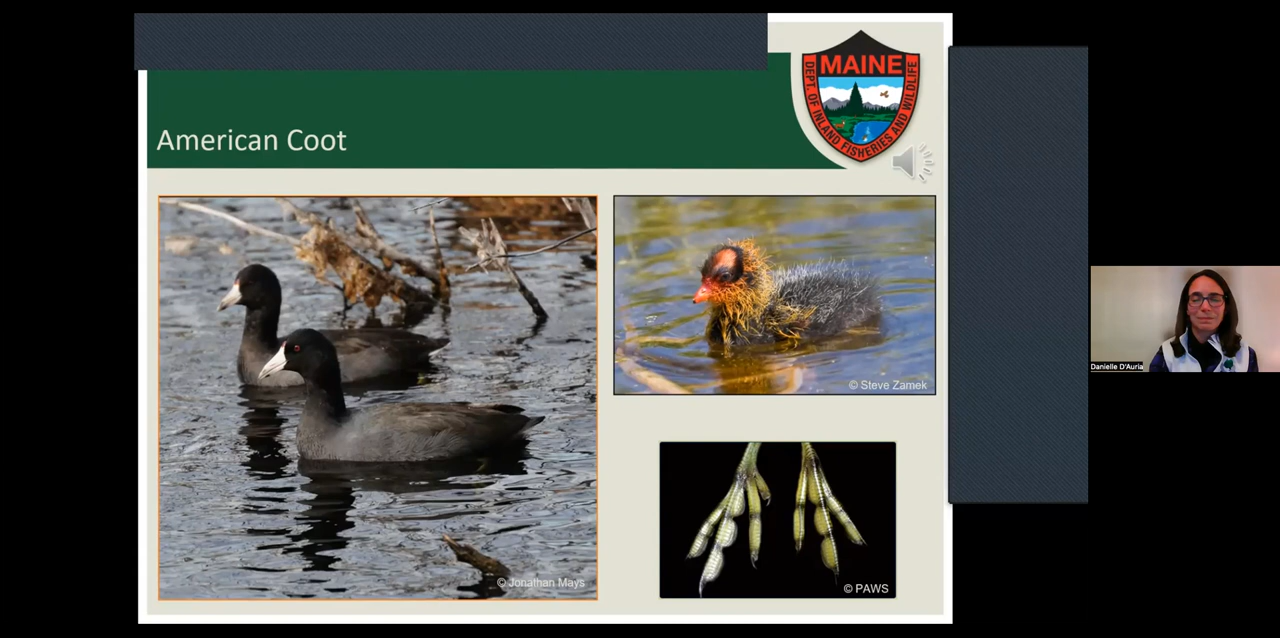 MAINE
DEPT. OF INLAND FISHERIES AND WILDLIFE
American Coot
© Steve Zamek
Danielle D'Auria
© Jonathan Mays
© PAWS